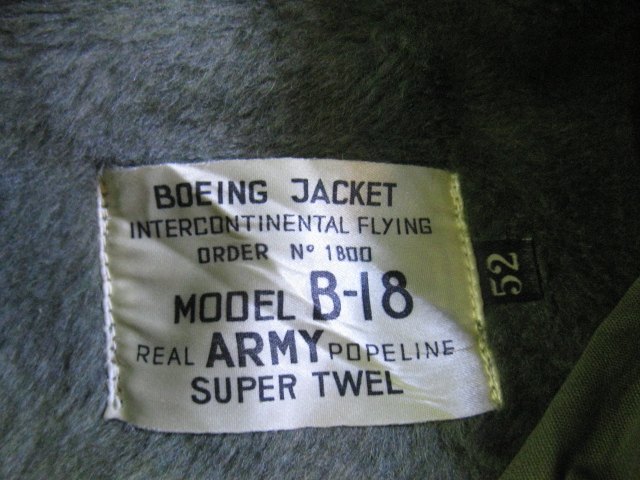 BOEING JACKET
INTERCONTINENTAL FLYING
ORDER N° 1800
MODEL B-18
REAL ARMY POPELINE
SUPER TWEL
52